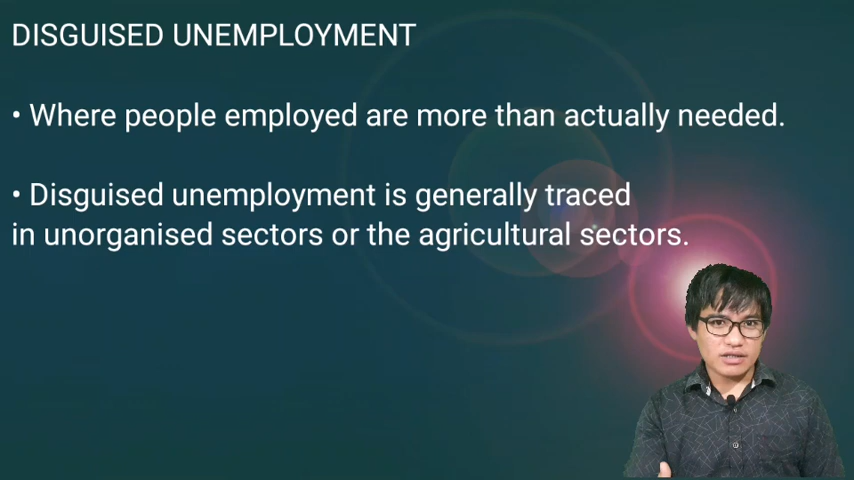 DISGUISED UNEMPLOYMENT
• Where people employed are more than actually needed.
• Disguised unemployment is generally traced
in unorganised sectors or the agricultural sectors.